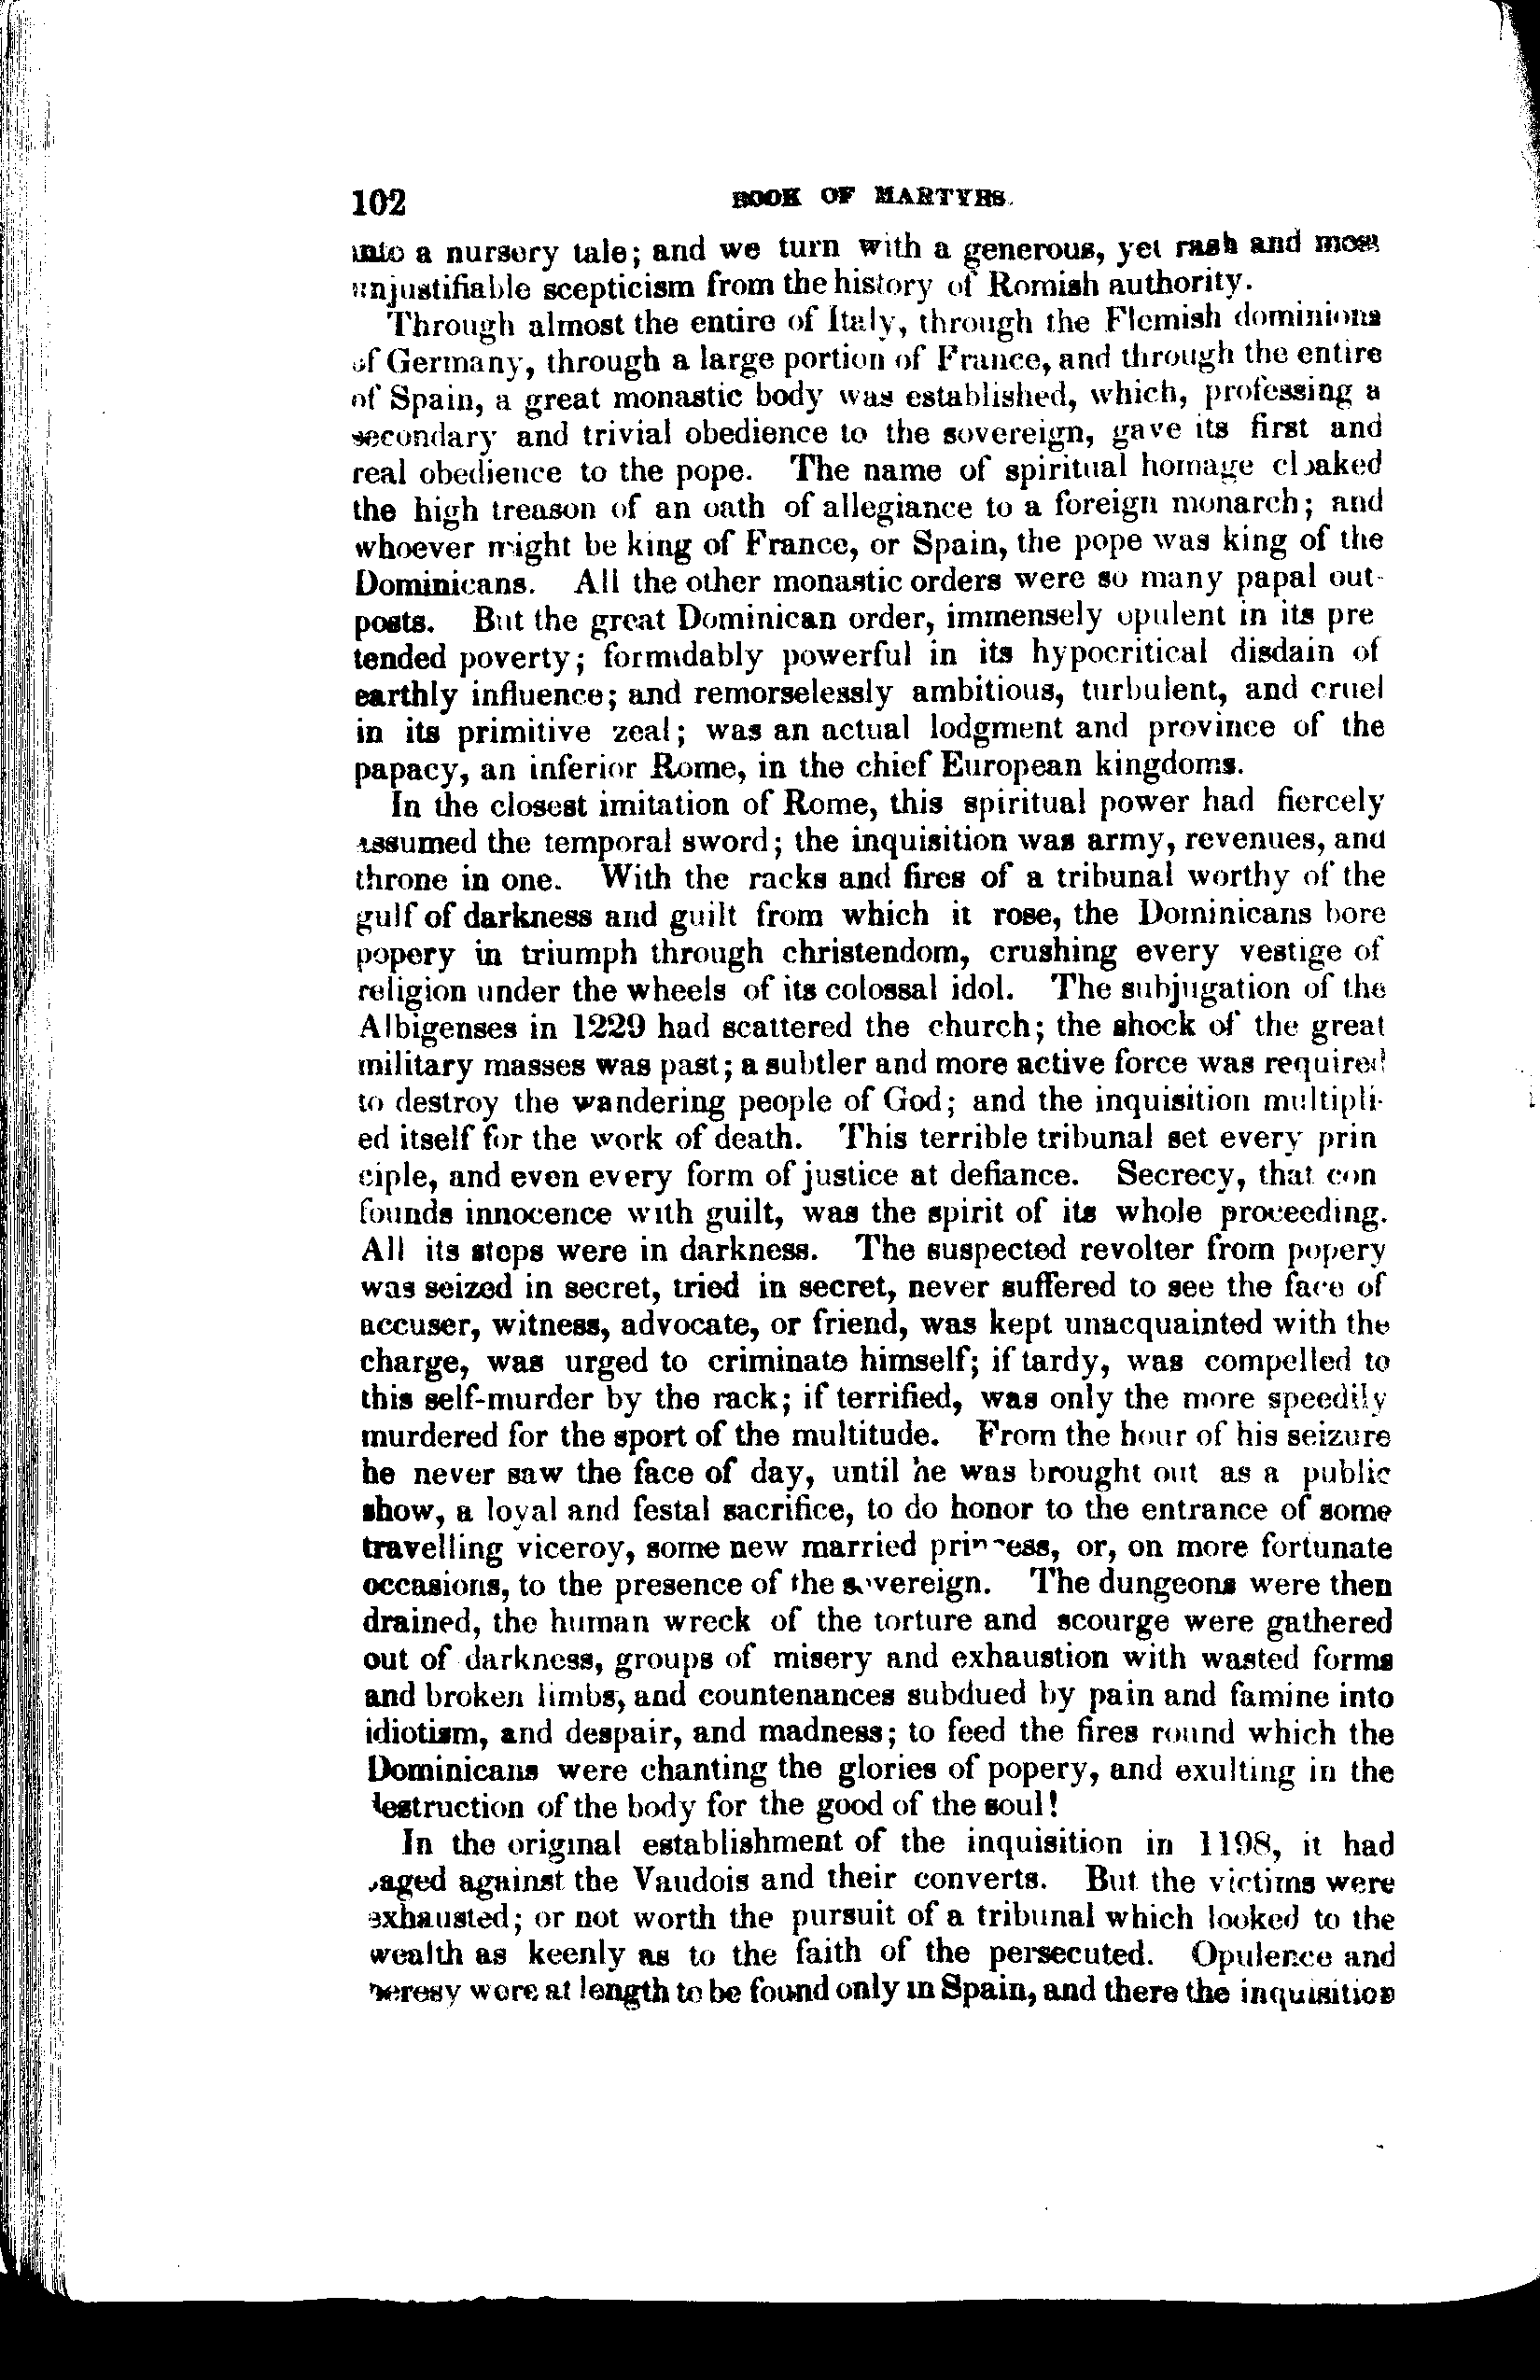 102 BOOK OF MARTYRS.
into a nursery tale; and we turn with a generous, yet rash and most
unjustifiable scepticism from the history of Romish authority.
Through almost the entire of Italy, through the Flemish dominions
of Germany, through a large portion of France, and through the entire
of Spain, a great monastic body was established, which, professing a
secondary and trivial obedience to the sovereign, gave its first and
real obedience to the pope. The name of spiritual homage cloaked
the high treason of an oath of allegiance to a foreign monarch; and
whoever might be king of France, or Spain, the pope was king of the
Dominicans. All the other monastic orders were so many papal out-
posts. But the great Dominican order, immensely opulent in its pre
tended poverty; formidably powerful in its hypocritical disdain of
earthly influence; and remorselessly ambitious, turbulent, and cruel
in its primitive zeal; was an actual lodgment and province of the
papacy, an inferior Rome, in the chief European kingdoms.
In the closest imitation of Rome, this spiritual power had fiercely
assumed the temporal sword; the inquisition was army, revenues, and
throne in one. With the racks and fires of a tribunal worthy of the
gulf of darkness and guilt from which it rose, the Dominicans bore
popery in triumph through christendom, crushing every vestige of
religion under the wheels of its colossal idol. The subjugation of the
Albigenses in 1229 had scattered the church; the shock of the great
military masses was past; a subtler and more active force was required
to destroy the wandering people of God; and the inquisition multipli-
ed itself for the work of death. This terrible tribunal set every prin
ciple, and even every form of justice at defiance. Secrecy, that con
founds innocence with guilt, was the spirit of its whole proceeding.
All its steps were in darkness. The suspected revolter from popery
was seized in secret, tried in secret, never suffered to see the face of
accuser, witness, advocate, or friend, was kept unacquainted with the
charge, was urged to criminate himself; if tardy, was compelled to
this self-murder by the rack; if terrified, was only the more speedily
murdered for the sport of the multitude. From the hour of his seizure
he never saw the face of day, until he was brought out as a public
show, a loyal and festal sacrifice, to do honor to the entrance of some
travelling viceroy, some new married princess, or, on more fortunate
occasions, to the presence of the sovereign. The dungeons were then
drained, the human wreck of the torture and scourge were gathered
out of darkness, groups of misery and exhaustion with wasted forms
and broken limbs, and countenances subdued by pain and famine into
idiotism, and despair, and madness; to feed the fires round which the
Dominicans were chanting the glories of popery, and exulting in the
destruction of the body for the good of the soul!
In the original establishment of the inquisition in 1198, it had
raged against the Vaudois and their converts. But the victims were
exhausted; or not worth the pursuit of a tribunal which looked to the
wealth as keenly as to the faith of the persecuted. Opulence and
heresy were at length to be found only in Spain, and there the inquisition